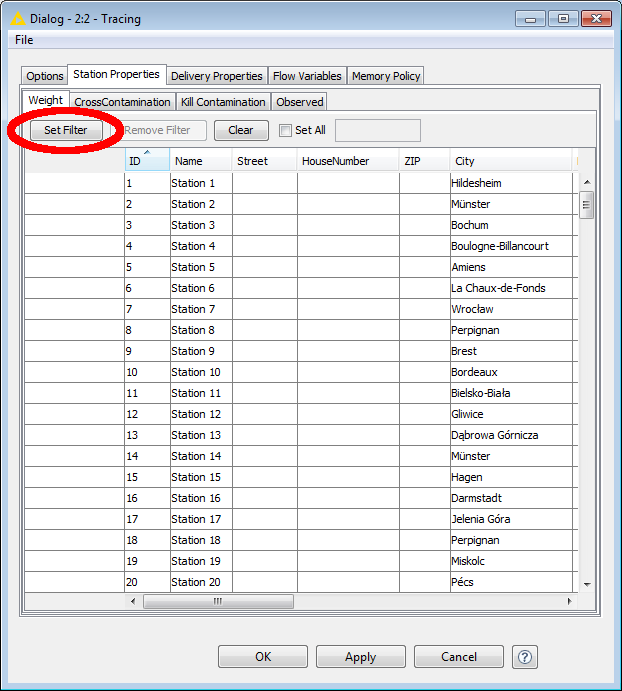 Dialog - 2:2 - Tracing
File
Options Station Properties Delivery Properties Flow Variables Memory Policy
Weight CrossContamination Kill Contamination Observed
Set Filter Remove Filter Clear Set All
ID Name Street HouseNumber ZIP City
1 Station 1 Hildesheim
2 Station 2 Münster
3 Station 3 Bochum
4 Station 4 Boulogne-Billancourt
5 Station 5 Amiens
6 Station 6 La Chaux-de-Fonds
7 Station 7 Wrocław
8 Station 8 Perpignan
9 Station 9 Brest
10 Station 10 Bordeaux
11 Station 11 Bielsko-Biała
12 Station 12 Gliwice
13 Station 13 Dąbrowa Górnicza
14 Station 14 Münster
15 Station 15 Hagen
16 Station 16 Darmstadt
17 Station 17 Jelenia Góra
18 Station 18 Perpignan
19 Station 19 Miskolc
20 Station 20 Pécs
OK Apply Cancel ?